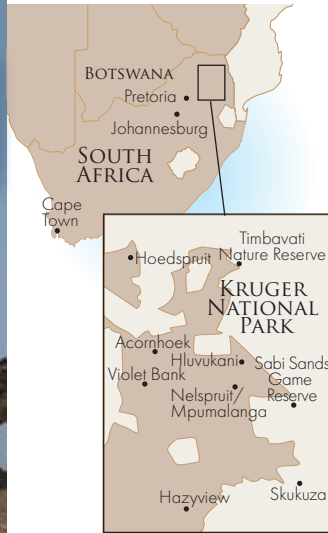 BOTSWANA
Pretoria
Johannesburg
SOUTH
AFRICA
Cape
Town
Timbavati
Hoedspruit
Nature Reserve
KRUGER
NATIONAL
PARK
Acornhoek
Hluvukani
Sabi Sands
Violet Bank
Game
Nelspruit/
Reserve
Mpumalanga
Skukuza
Hazyview